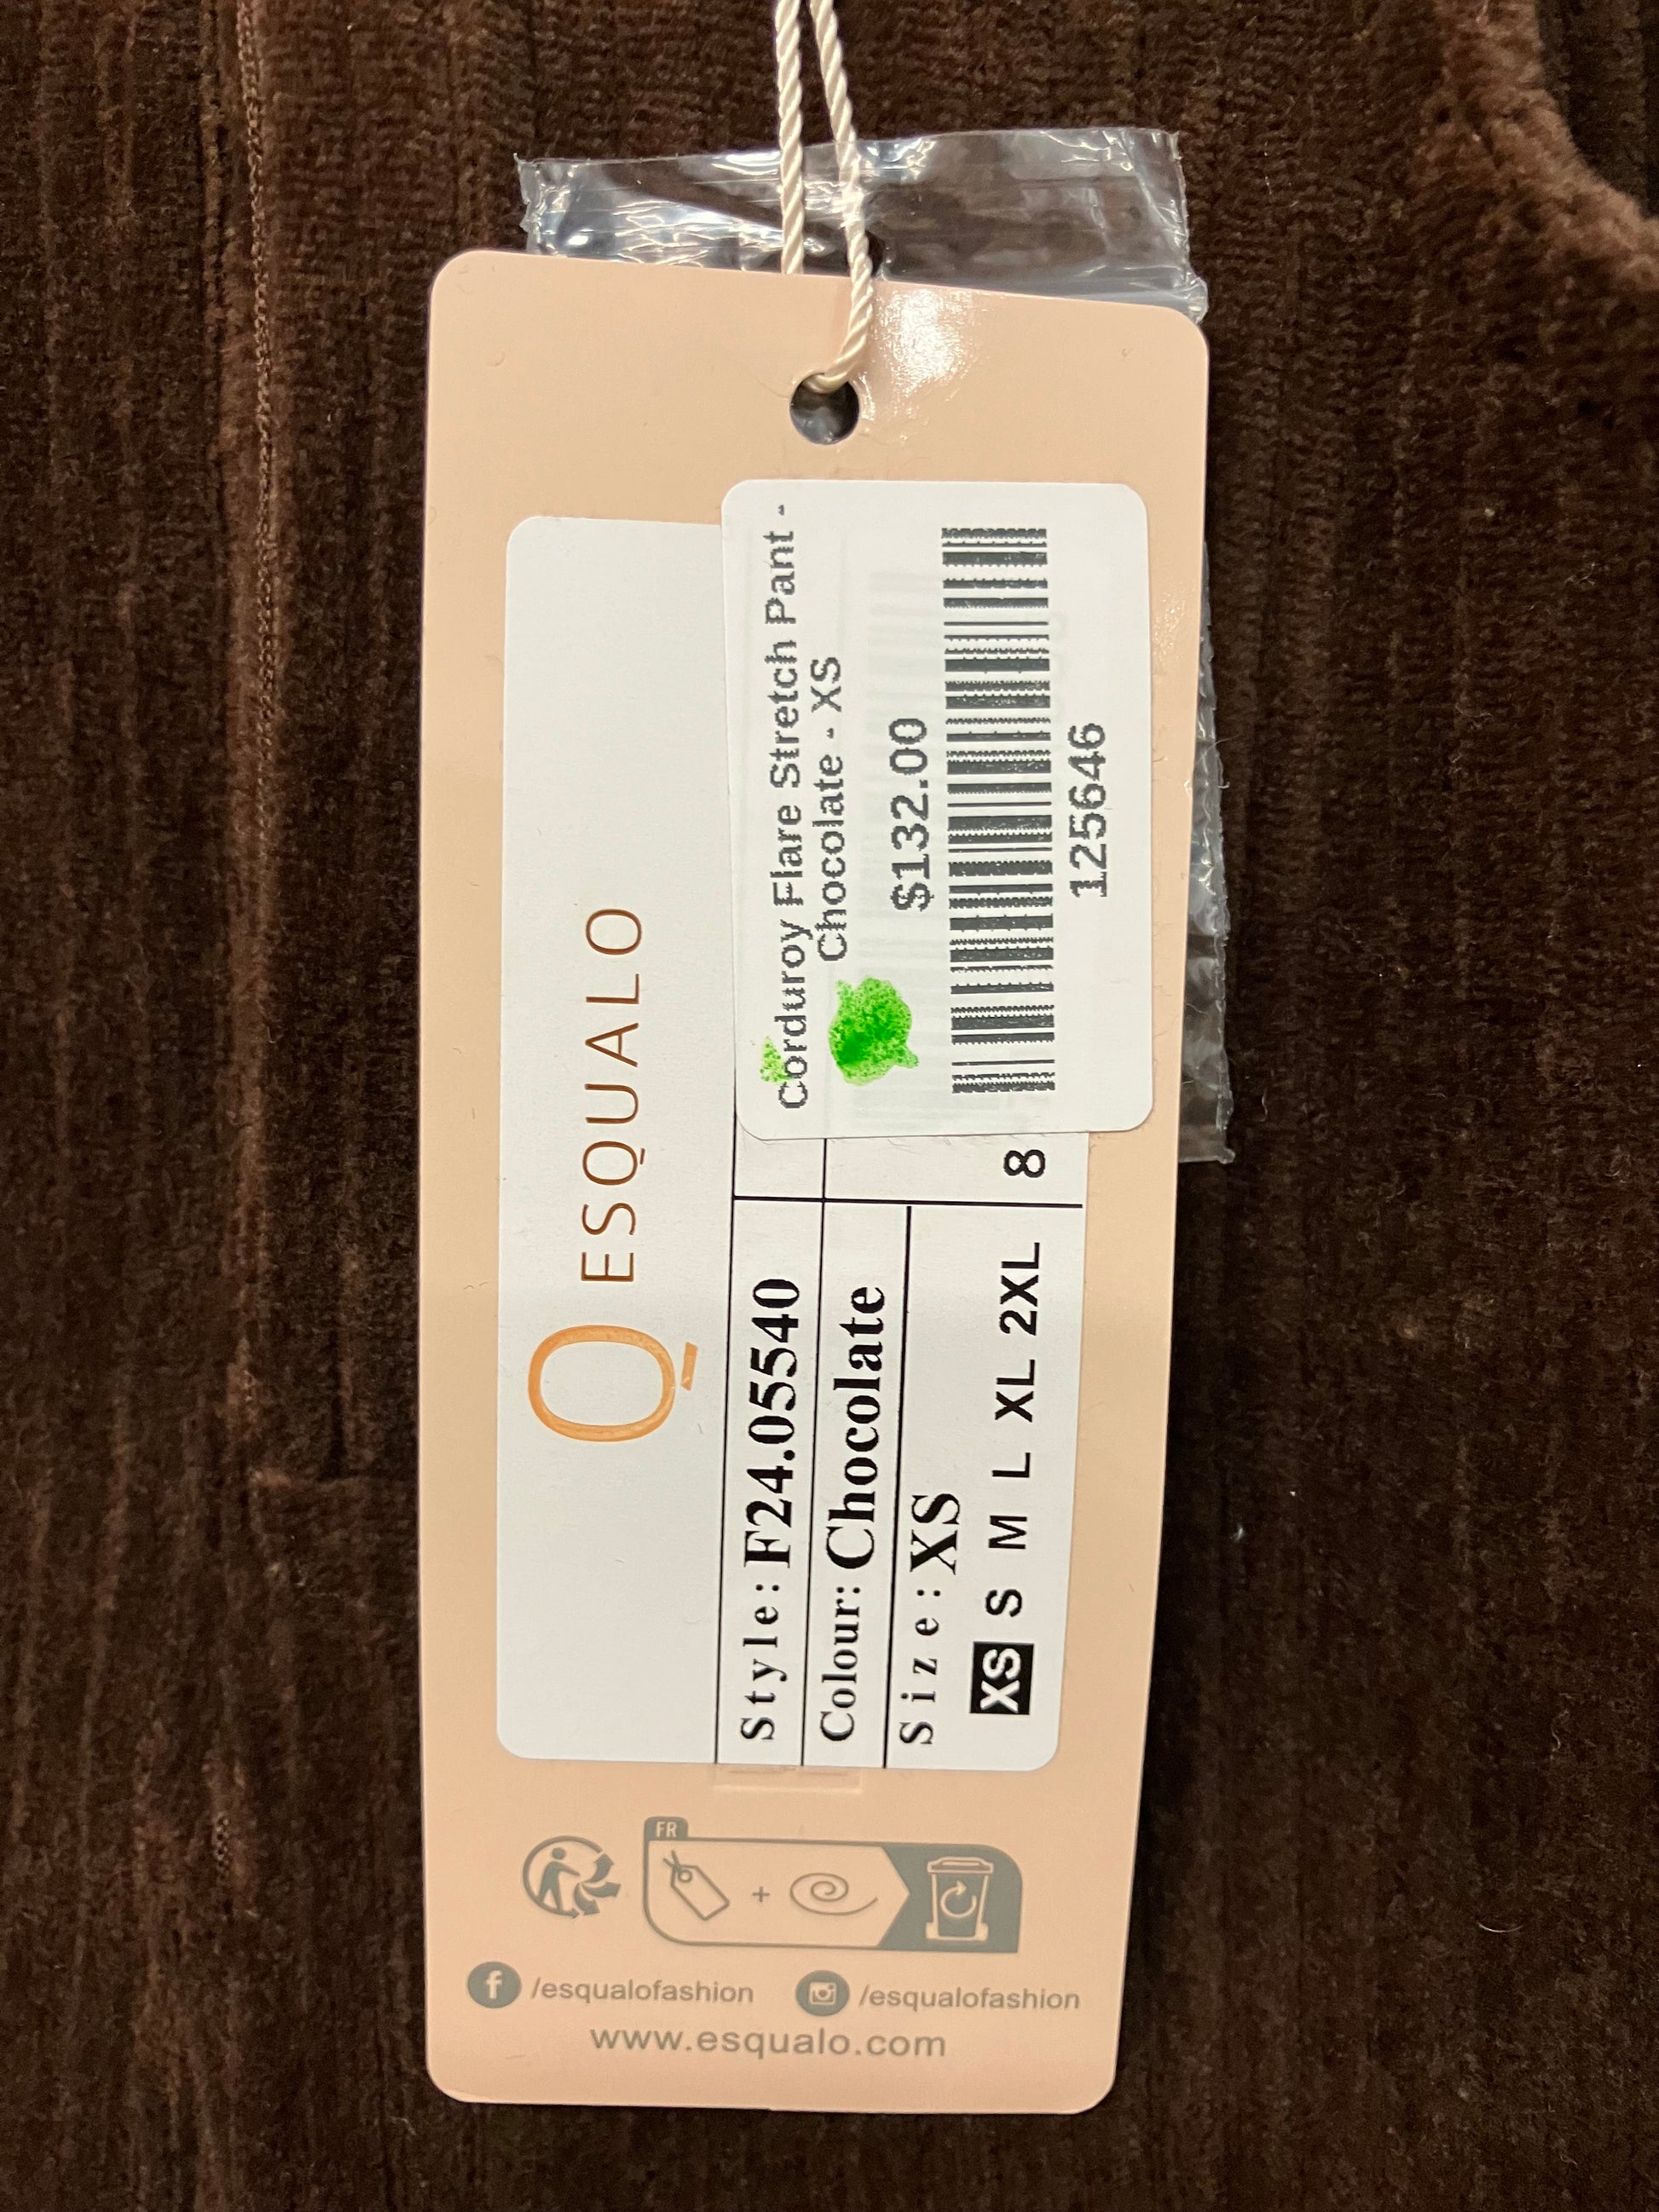 Q ESQUALO
Style: F24.05540
Colour: Chocolate
Size: XS
XS S M L XL 2XL
8
Corduroy Flare Stretch Pant -
Chocolate - XS
$132.00
125646
FR
+
f /esqualofashion
/esqualofashion
www.esqualo.com